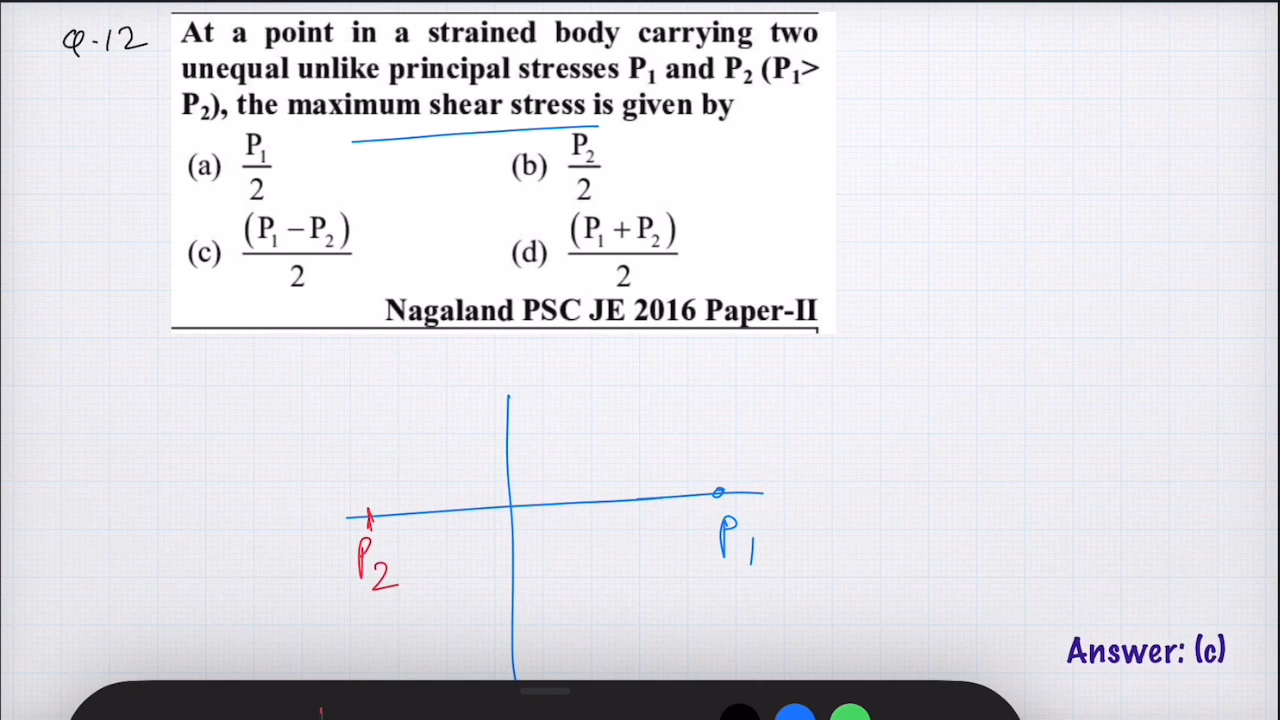 Q.12
At a point in a strained body carrying two
unequal unlike principal stresses P₁ and P₂ (P₁>
P₂), the maximum shear stress is given by
(a) P₁/2 (b) P₂/2
(c) (P₁ − P₂)/2 (d) (P₁ + P₂)/2
Nagaland PSC JE 2016 Paper-II
P₂ P₁
Answer: (c)